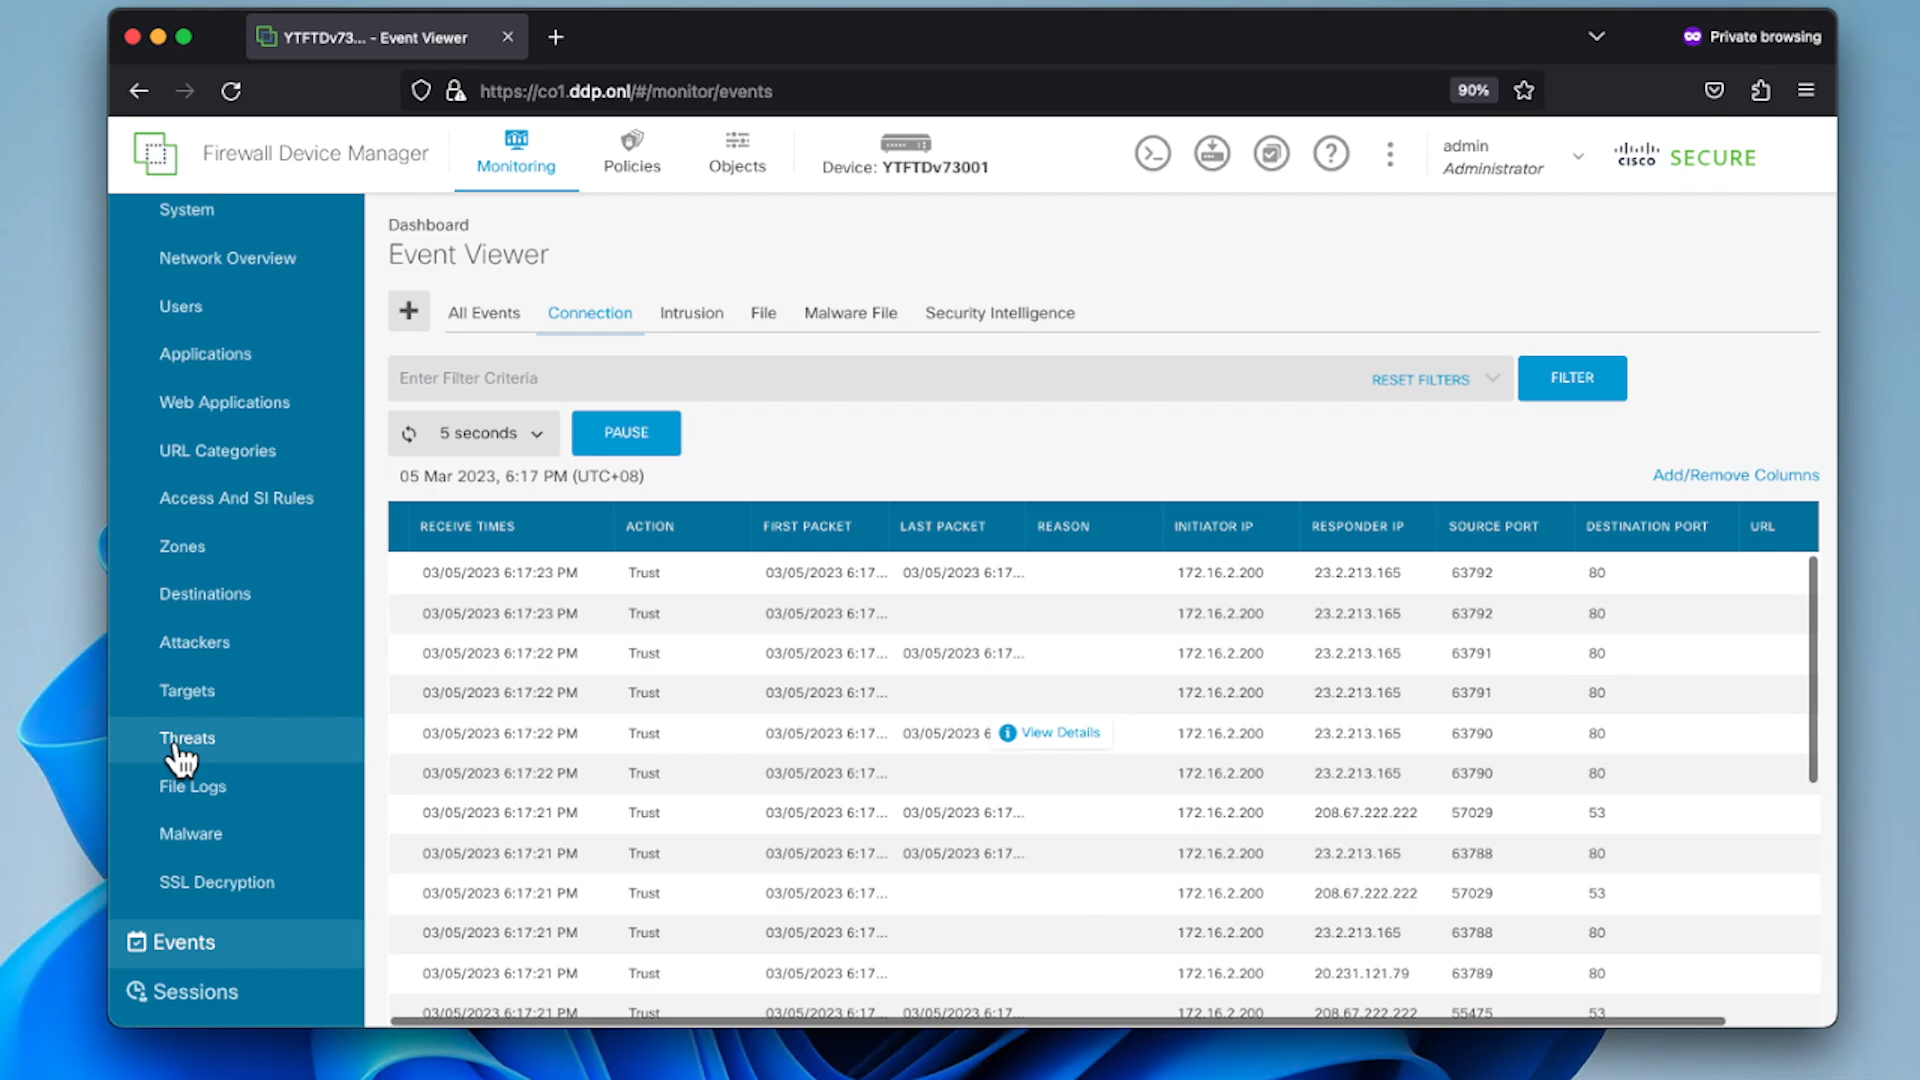 YTFTDv73... - Event Viewer
Private browsing
https://co1.ddp.onl/#/monitor/events
90%
Firewall Device Manager
Monitoring
Policies
Objects
Device: YTFTDv73001
admin
Administrator
CISCO SECURE
System
Network Overview
Users
Applications
Web Applications
URL Categories
Access And SI Rules
Zones
Destinations
Attackers
Targets
Threats
File Logs
Malware
SSL Decryption
Events
Sessions
Dashboard
Event Viewer
All Events Connection Intrusion File Malware File Security Intelligence
Enter Filter Criteria RESET FILTERS FILTER
5 seconds PAUSE
05 Mar 2023, 6:17 PM (UTC+08) Add/Remove Columns
RECEIVE TIMES ACTION FIRST PACKET LAST PACKET REASON INITIATOR IP RESPONDER IP SOURCE PORT DESTINATION PORT URL
03/05/2023 6:17:23 PM Trust 03/05/2023 6:17... 03/05/2023 6:17... 172.16.2.200 23.2.213.165 63792 80
03/05/2023 6:17:23 PM Trust 03/05/2023 6:17... 172.16.2.200 23.2.213.165 63792 80
03/05/2023 6:17:22 PM Trust 03/05/2023 6:17... 03/05/2023 6:17... 172.16.2.200 23.2.213.165 63791 80
03/05/2023 6:17:22 PM Trust 03/05/2023 6:17... 172.16.2.200 23.2.213.165 63791 80
03/05/2023 6:17:22 PM Trust 03/05/2023 6:17... 03/05/2023 6 View Details 172.16.2.200 23.2.213.165 63790 80
03/05/2023 6:17:22 PM Trust 03/05/2023 6:17... 172.16.2.200 23.2.213.165 63790 80
03/05/2023 6:17:21 PM Trust 03/05/2023 6:17... 03/05/2023 6:17... 172.16.2.200 208.67.222.222 57029 53
03/05/2023 6:17:21 PM Trust 03/05/2023 6:17... 03/05/2023 6:17... 172.16.2.200 23.2.213.165 63788 80
03/05/2023 6:17:21 PM Trust 03/05/2023 6:17... 172.16.2.200 208.67.222.222 57029 53
03/05/2023 6:17:21 PM Trust 03/05/2023 6:17... 172.16.2.200 23.2.213.165 63788 80
03/05/2023 6:17:21 PM Trust 03/05/2023 6:17... 172.16.2.200 20.231.121.79 63789 80
03/05/2023 6:17:21 PM Trust 03/05/2023 6:17... 03/05/2023 6:17... 172.16.2.200 208.67.222.222 55475 53